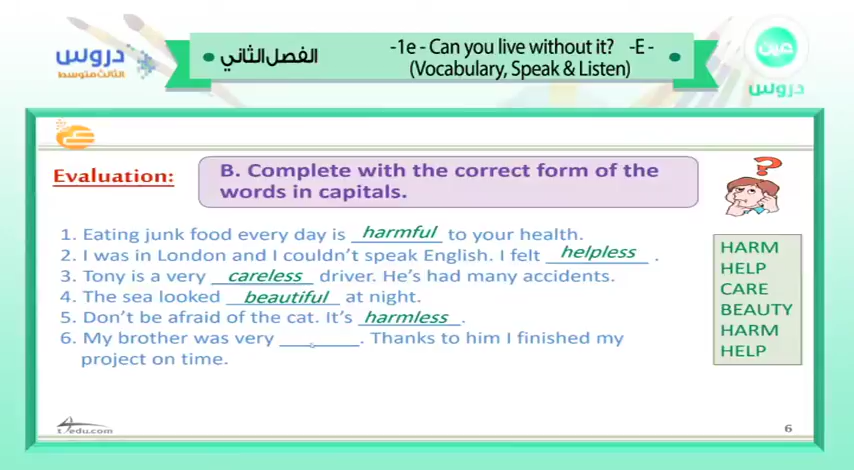 دروس
الثالث متوسط
الفصل الثاني
-1e - Can you live without it? -E -
(Vocabulary, Speak & Listen)
عين
دروس
Evaluation:
B. Complete with the correct form of the
words in capitals.
?
1. Eating junk food every day is harmful to your health.
2. I was in London and I couldn't speak English. I felt helpless .
3. Tony is a very careless driver. He's had many accidents.
4. The sea looked beautiful at night.
5. Don't be afraid of the cat. It's harmless.
6. My brother was very ________. Thanks to him I finished my
project on time.
HARM
HELP
CARE
BEAUTY
HARM
HELP
6